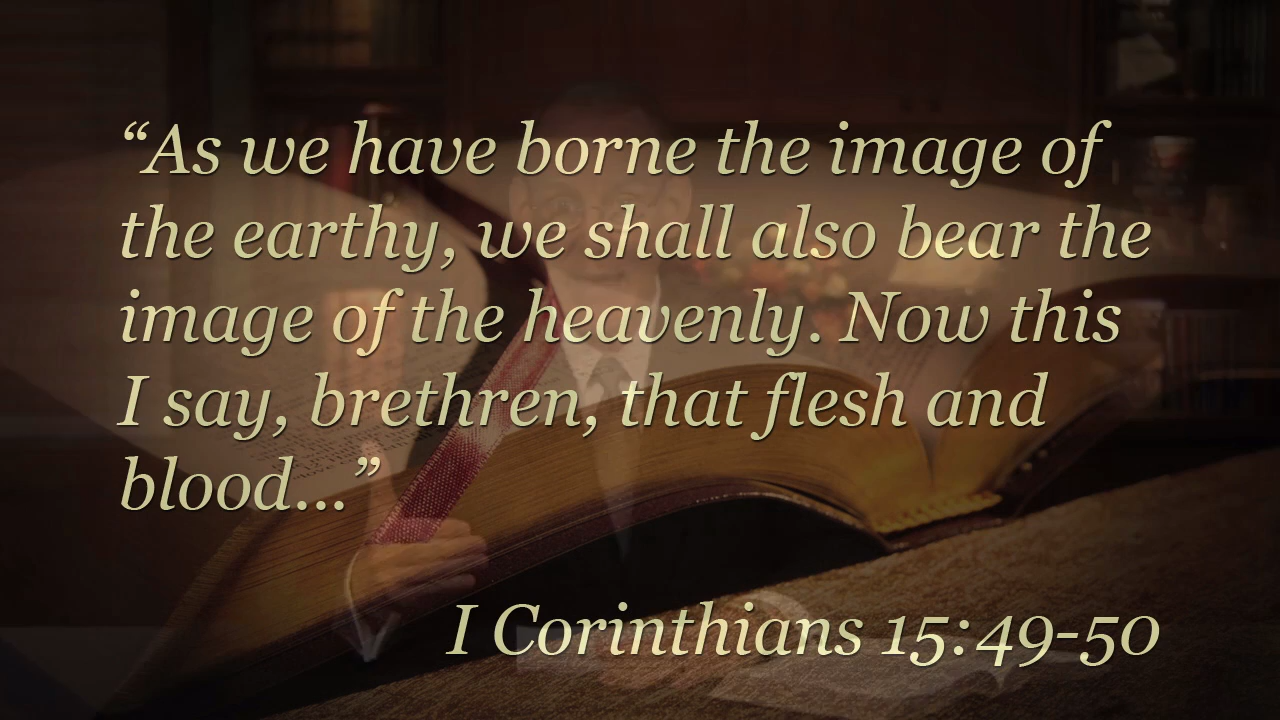 “As we have borne the image of
the earthy, we shall also bear the
image of the heavenly. Now this
I say, brethren, that flesh and
blood...”
I Corinthians 15:49-50